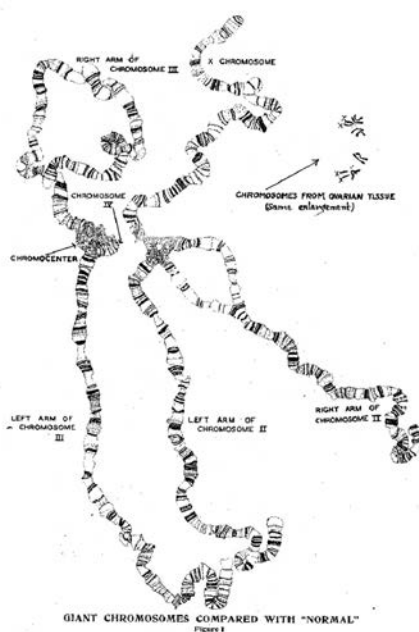 RIGHT ARM OF
CHROMOSOME III
X CHROMOSOME
CHROMOSOMES FROM OVARIAN TISSUE
(Same enlargement)
CHROMOSOME
IV
CHROMOCENTER
LEFT ARM OF
CHROMOSOME
III
LEFT ARM OF
CHROMOSOME II
RIGHT ARM OF
CHROMOSOME II
GIANT CHROMOSOMES COMPARED WITH "NORMAL"
Figure I